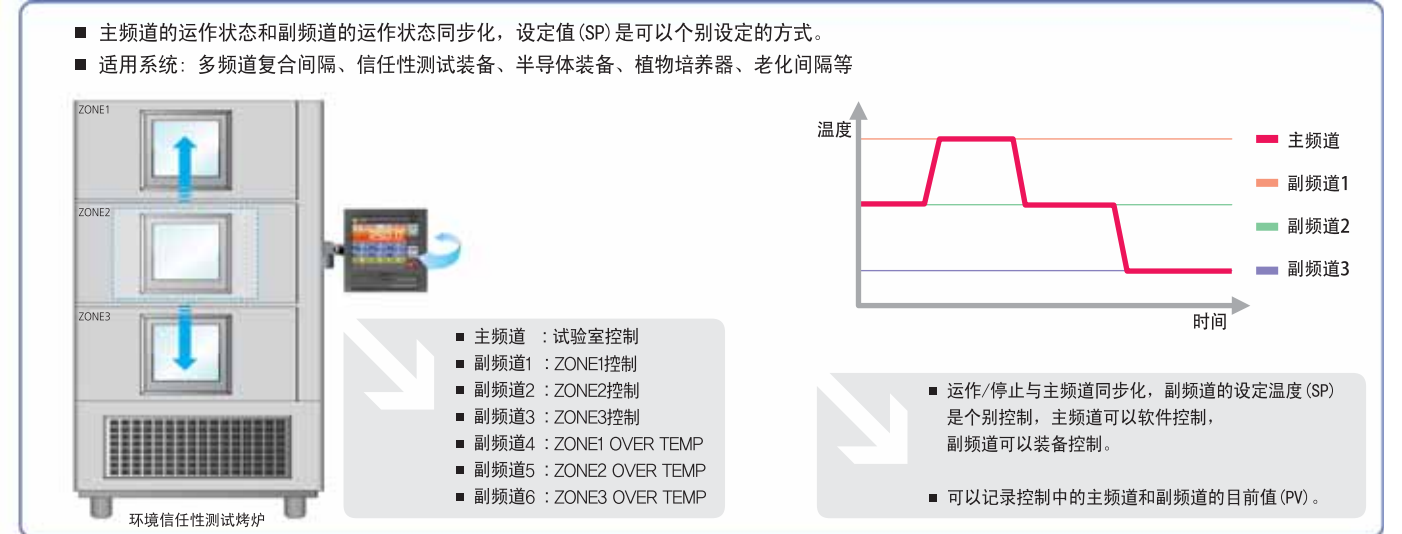 ■ 主频道的运作状态和副频道的运作状态同步化，设定值(SP)是可以个别设定的方式。
■ 适用系统：多频道复合间隔、信任性测试装备、半导体装备、植物培养器、老化间隔等
ZONE1
ZONE2
ZONE3
环境信任性测试烤炉
■ 主频道 : 试验室控制
■ 副频道1 : ZONE1控制
■ 副频道2 : ZONE2控制
■ 副频道3 : ZONE3控制
■ 副频道4 : ZONE1 OVER TEMP
■ 副频道5 : ZONE2 OVER TEMP
■ 副频道6 : ZONE3 OVER TEMP
温度
时间
主频道
副频道1
副频道2
副频道3
■ 运作/停止与主频道同步化，副频道的设定温度(SP)
是个别控制，主频道可以软件控制，
副频道可以装备控制。
■ 可以记录控制中的主频道和副频道的目前值(PV)。